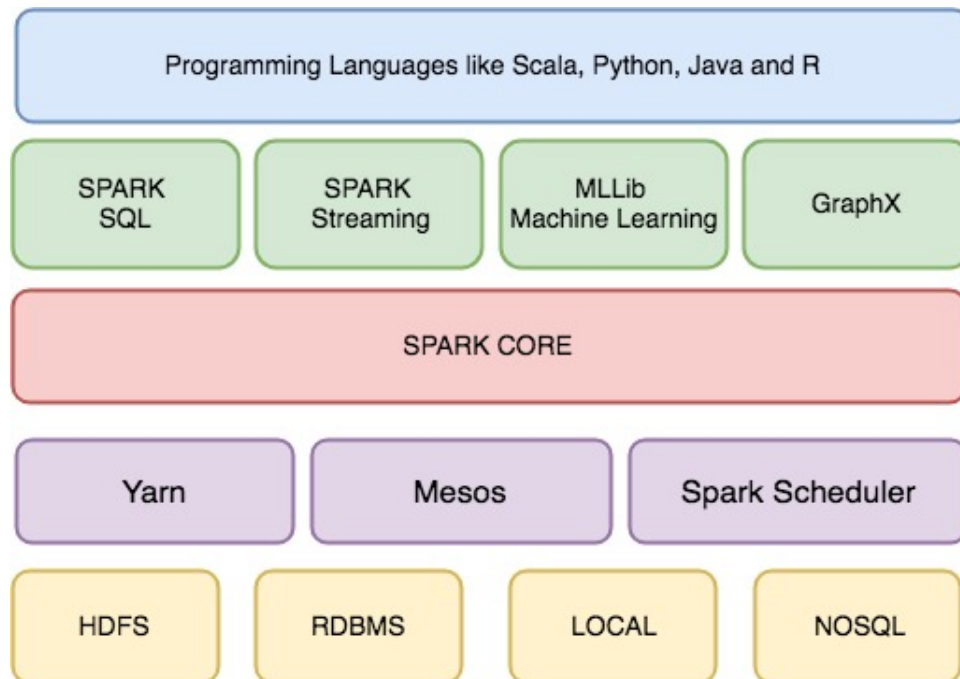 Programming Languages like Scala, Python, Java and R
SPARK
SQL
SPARK
Streaming
MLLib
Machine Learning
GraphX
SPARK CORE
Yarn
Mesos
Spark Scheduler
HDFS
RDBMS
LOCAL
NOSQL